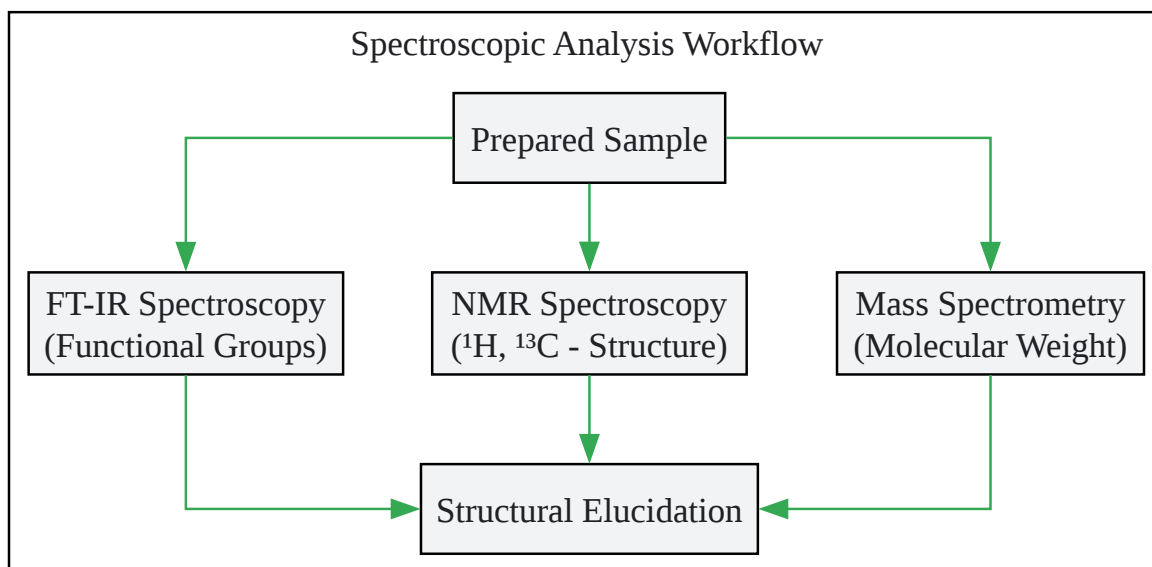 Spectroscopic Analysis Workflow
Prepared Sample
FT-IR Spectroscopy
(Functional Groups)
NMR Spectroscopy
(¹H, ¹³C - Structure)
Mass Spectrometry
(Molecular Weight)
Structural Elucidation